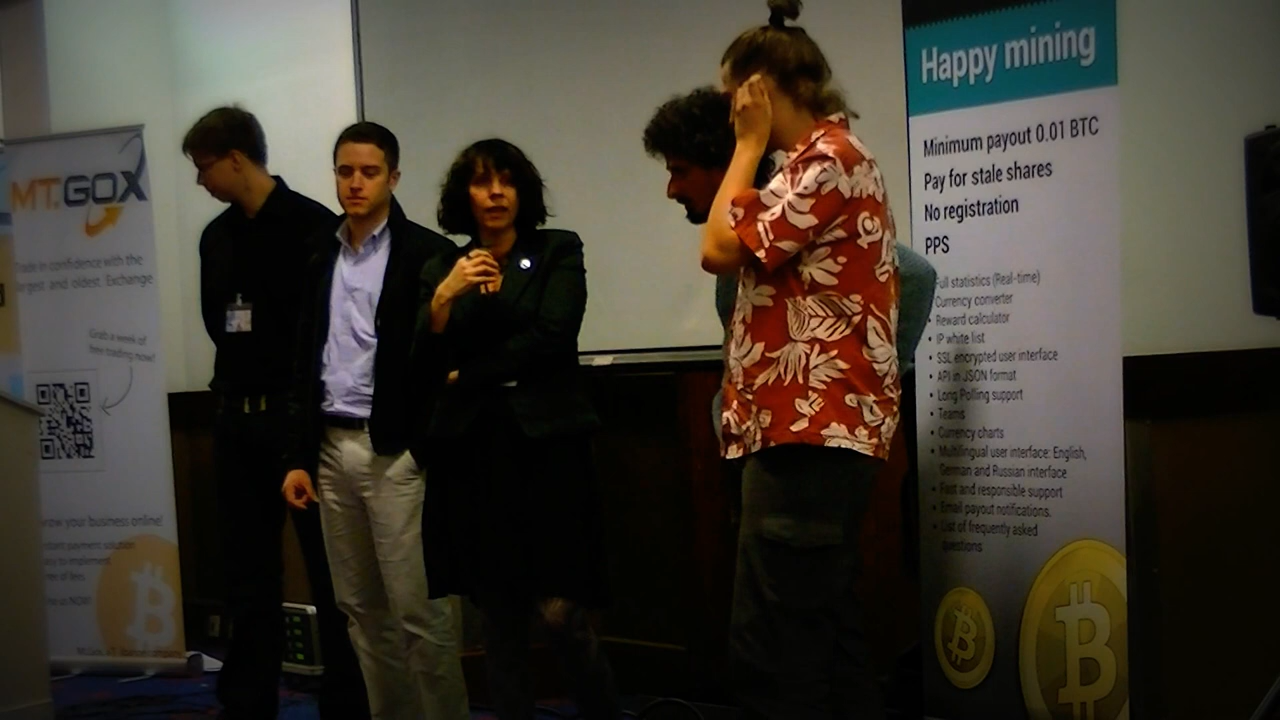 MT.GOX
Trade in confidence with the
largest and oldest Exchange
Grab a week of
free trading now!
Grow your business online!
Happy mining
Minimum payout 0.01 BTC
Pay for stale shares
No registration
PPS
Full statistics (Real-time)
Currency converter
• Reward calculator
• IP white list
• SSL encrypted user interface
• API in JSON format
• Long Polling support
• Teams
• Currency charts
• Multilingual user interface: English,
German and Russian interface
• Fast and responsible support
• Email payout notifications.
• List of frequently asked
questions